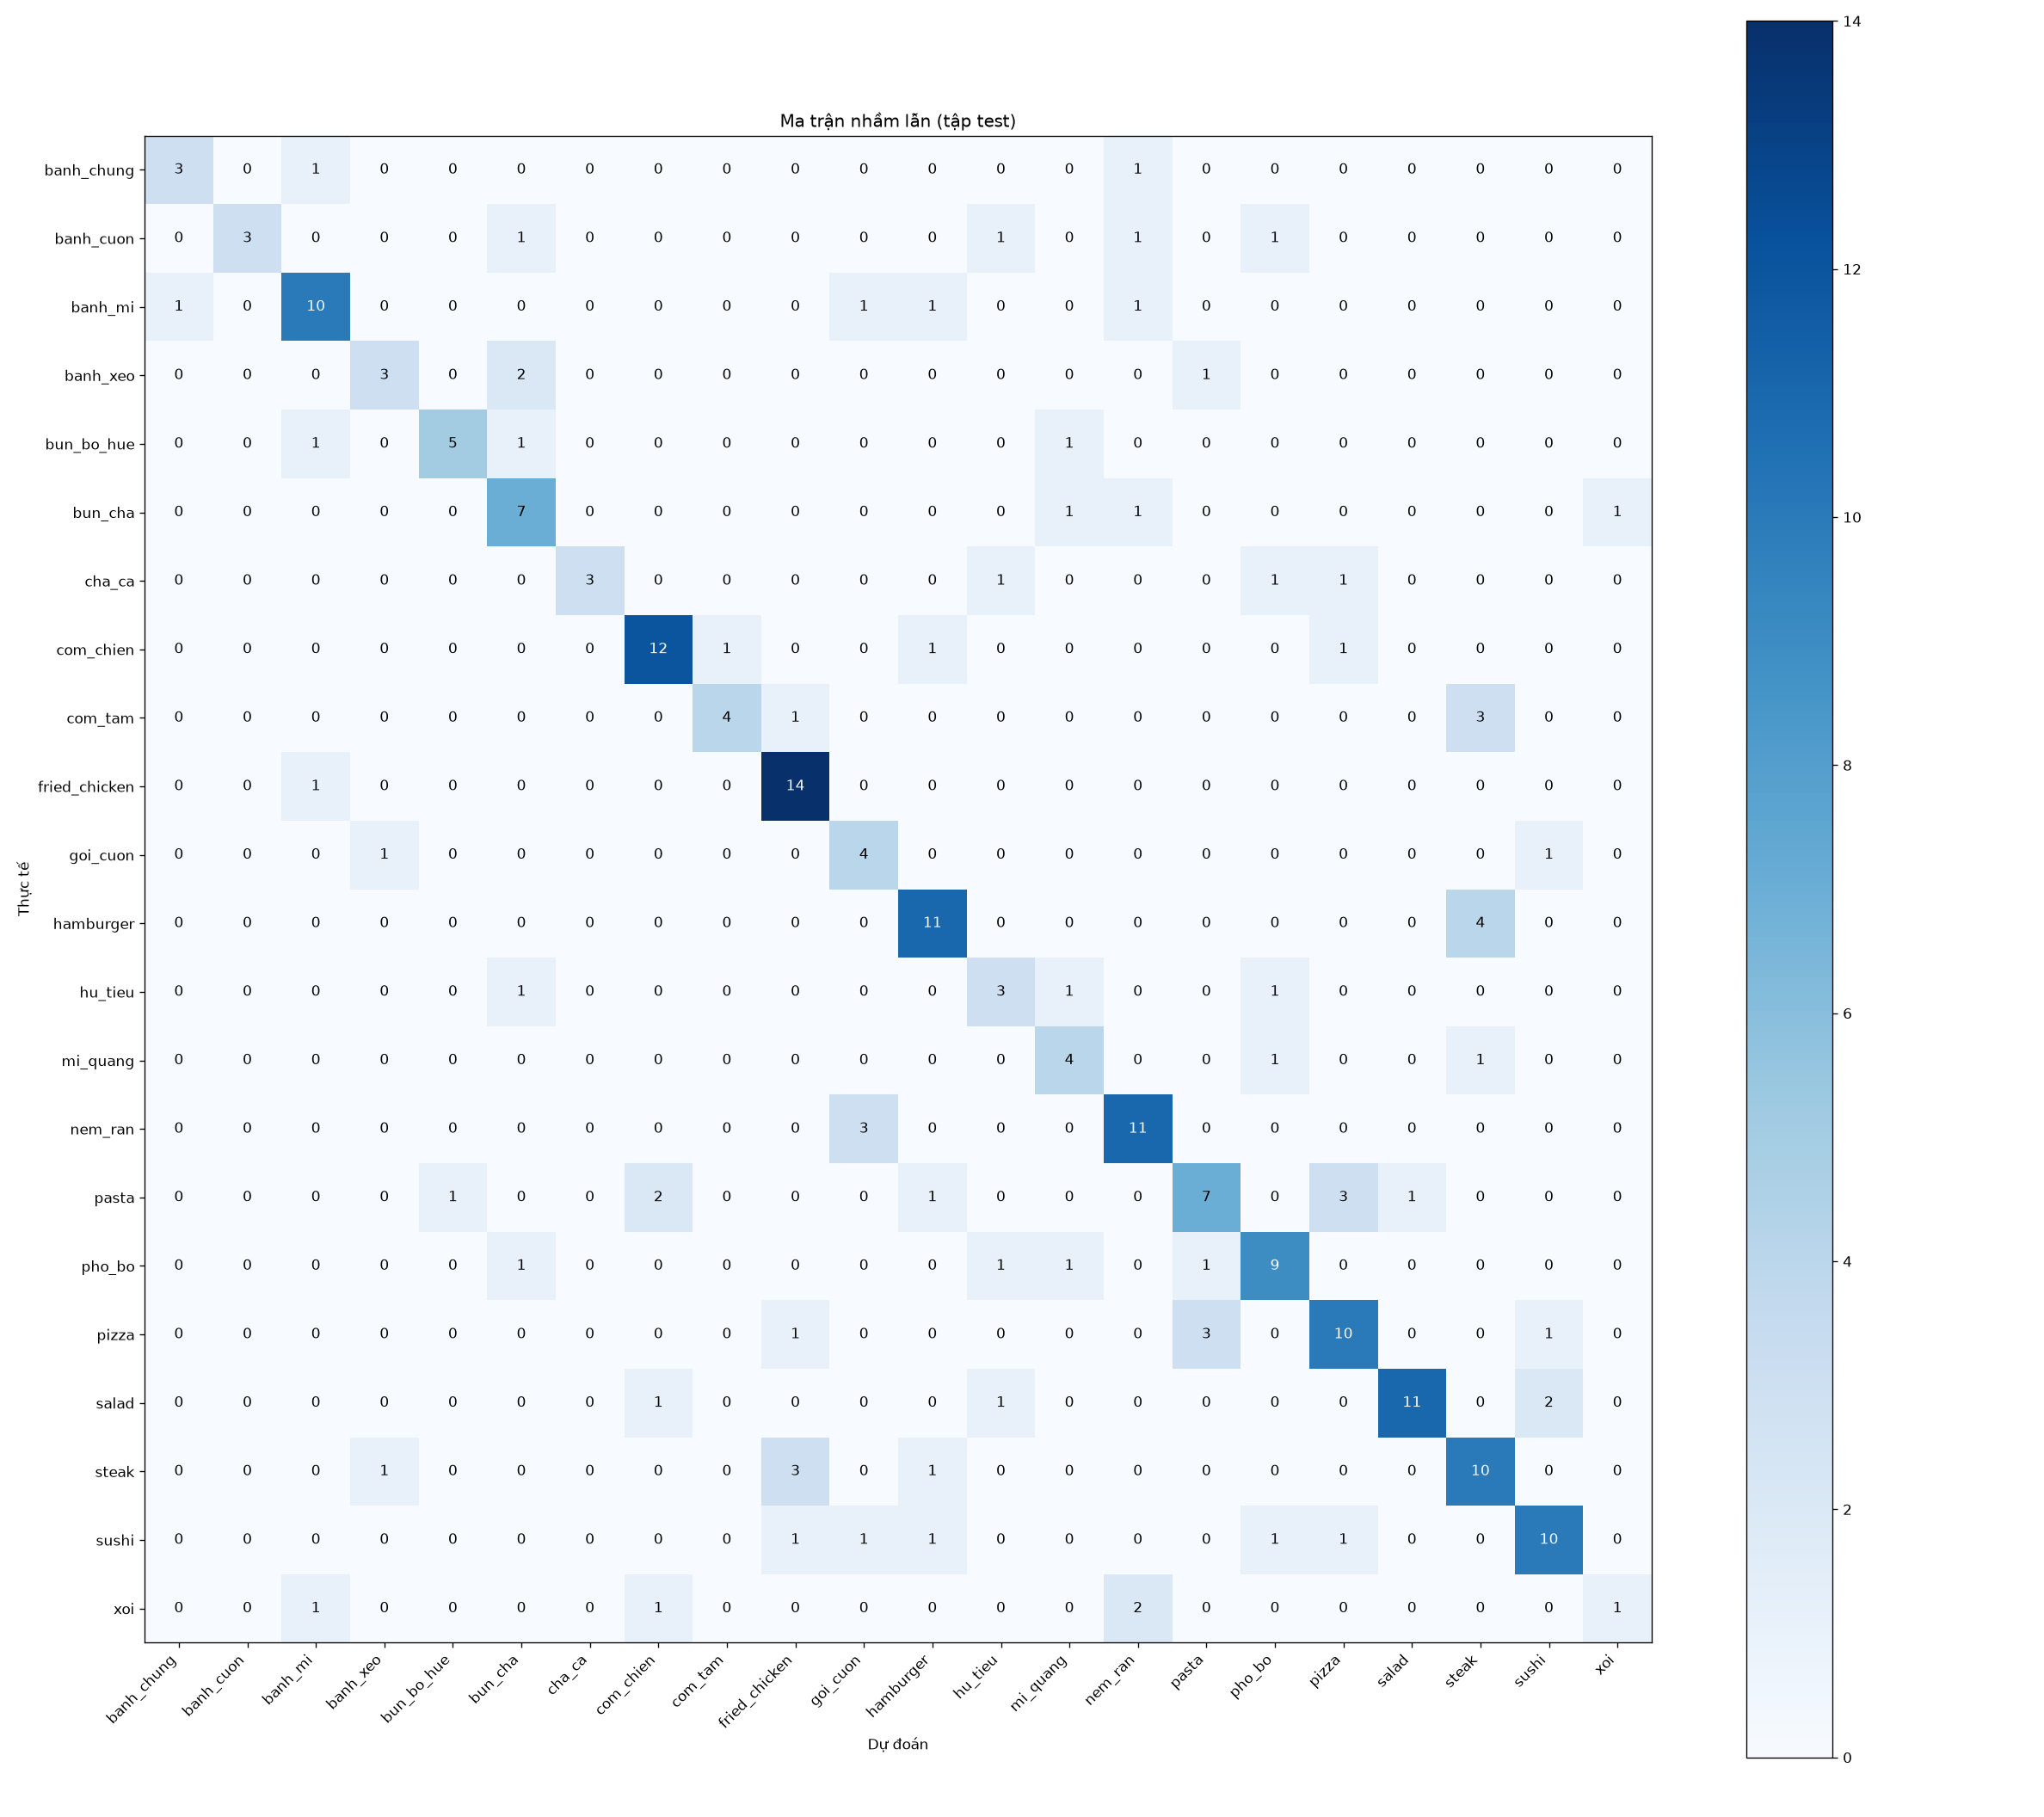 Ma trận nhầm lẫn (tập test)
14
banh_chung 3 0 1 0 0 0 0 0 0 0 0 0 0 0 1 0 0 0 0 0 0 0
banh_cuon 0 3 0 0 0 1 0 0 0 0 0 0 1 0 1 0 1 0 0 0 0 0
12
banh_mi 1 0 10 0 0 0 0 0 0 0 1 1 0 0 1 0 0 0 0 0 0 0
banh_xeo 0 0 0 3 0 2 0 0 0 0 0 0 0 0 0 1 0 0 0 0 0 0
bun_bo_hue 0 0 1 0 5 1 0 0 0 0 0 0 0 1 0 0 0 0 0 0 0 0
bun_cha 0 0 0 0 0 7 0 0 0 0 0 0 0 1 1 0 0 0 0 0 0 1
10
cha_ca 0 0 0 0 0 0 3 0 0 0 0 0 1 0 0 0 1 1 0 0 0 0
com_chien 0 0 0 0 0 0 0 12 1 0 0 1 0 0 0 0 0 1 0 0 0 0
com_tam 0 0 0 0 0 0 0 0 4 1 0 0 0 0 0 0 0 0 0 3 0 0
8
fried_chicken 0 0 1 0 0 0 0 0 0 14 0 0 0 0 0 0 0 0 0 0 0 0
goi_cuon 0 0 0 1 0 0 0 0 0 0 4 0 0 0 0 0 0 0 0 0 1 0
Thực tế
hamburger 0 0 0 0 0 0 0 0 0 0 0 11 0 0 0 0 0 0 0 4 0 0
hu_tieu 0 0 0 0 0 1 0 0 0 0 0 0 3 1 0 0 1 0 0 0 0 0
6
mi_quang 0 0 0 0 0 0 0 0 0 0 0 0 0 4 0 0 1 0 0 1 0 0
nem_ran 0 0 0 0 0 0 0 0 0 0 3 0 0 0 11 0 0 0 0 0 0 0
pasta 0 0 0 0 1 0 0 2 0 0 0 1 0 0 0 7 0 3 1 0 0 0
pho_bo 0 0 0 0 0 1 0 0 0 0 0 0 1 1 0 1 9 0 0 0 0 0
4
pizza 0 0 0 0 0 0 0 0 0 1 0 0 0 0 0 3 0 10 0 0 1 0
salad 0 0 0 0 0 0 0 1 0 0 0 0 1 0 0 0 0 0 11 0 2 0
steak 0 0 0 1 0 0 0 0 0 3 0 1 0 0 0 0 0 0 0 10 0 0
2
sushi 0 0 0 0 0 0 0 0 0 1 1 1 0 0 0 0 1 1 0 0 10 0
xoi 0 0 1 0 0 0 0 1 0 0 0 0 0 0 2 0 0 0 0 0 0 1
banh_chung banh_cuon banh_mi banh_xeo bun_bo_hue bun_cha cha_ca com_chien com_tam fried_chicken goi_cuon hamburger hu_tieu mi_quang nem_ran pasta pho_bo pizza salad steak sushi xoi
Dự đoán
0